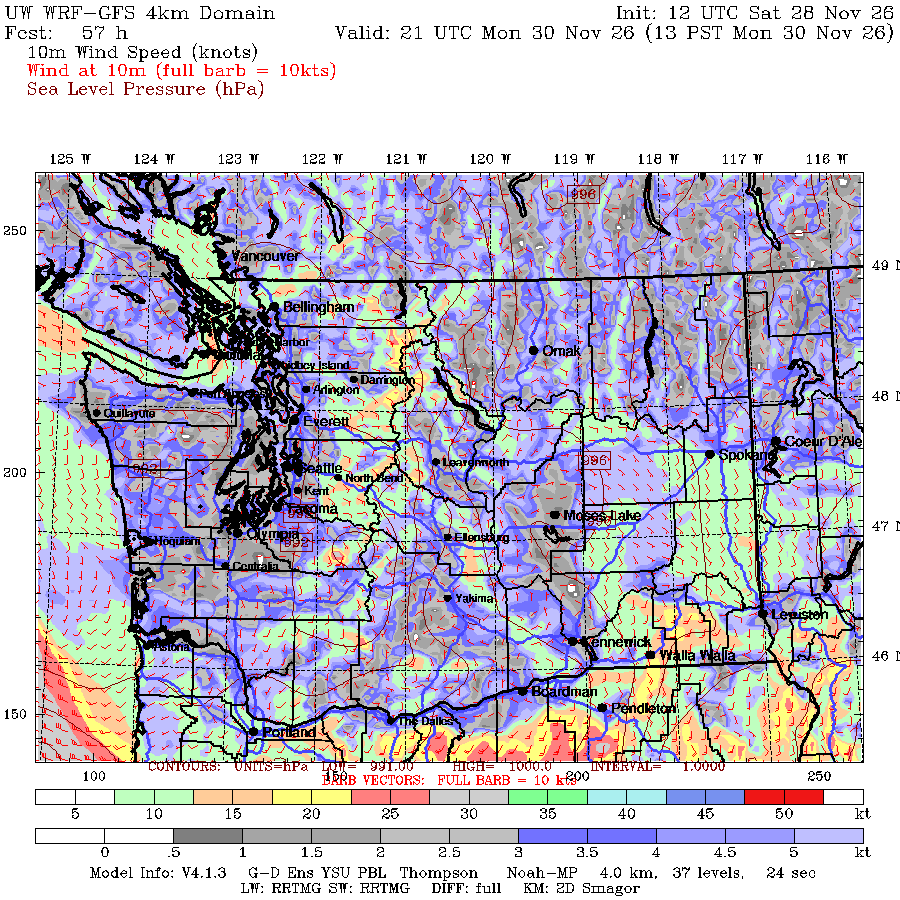 UW WRF-GFS 4km Domain Init: 12 UTC Sat 28 Nov 26
Fcst: 57 h Valid: 21 UTC Mon 30 Nov 26 (13 PST Mon 30 Nov 26)
10m Wind Speed (knots)
Wind at 10m (full barb = 10kts)
Sea Level Pressure (hPa)
125 W 124 W 123 W 122 W 121 W 120 W 119 W 118 W 117 W 116 W
996
250
Vancouver
49 N
Bellingham
Omak
Darrington
Arlington
48 N
Quillayute
Everett
Coeur D'Ale
Spokane
996
Leavenworth
992
Seattle
200
North Bend
Kent
Tacoma
Moses Lake
996
47 N
Olympia
Ellensburg
Hoquiam
992
Centralia
Yakima
Lewiston
Kennewick
Astoria
Walla Walla
46 N
Boardman
Pendleton
150
The Dalles
Portland
CONTOURS: UNITS=hPa LOW= 991.00 HIGH= 1000.0 INTERVAL= 1.0000
100 150 200 250
BARB VECTORS: FULL BARB = 10 kts
5 10 15 20 25 30 35 40 45 50 kt
0 .5 1 1.5 2 2.5 3 3.5 4 4.5 5 kt
Model Info: V4.1.3 G-D Ens YSU PBL Thompson Noah-MP 4.0 km, 37 levels, 24 sec
LW: RRTMG SW: RRTMG DIFF: full KM: 2D Smagor